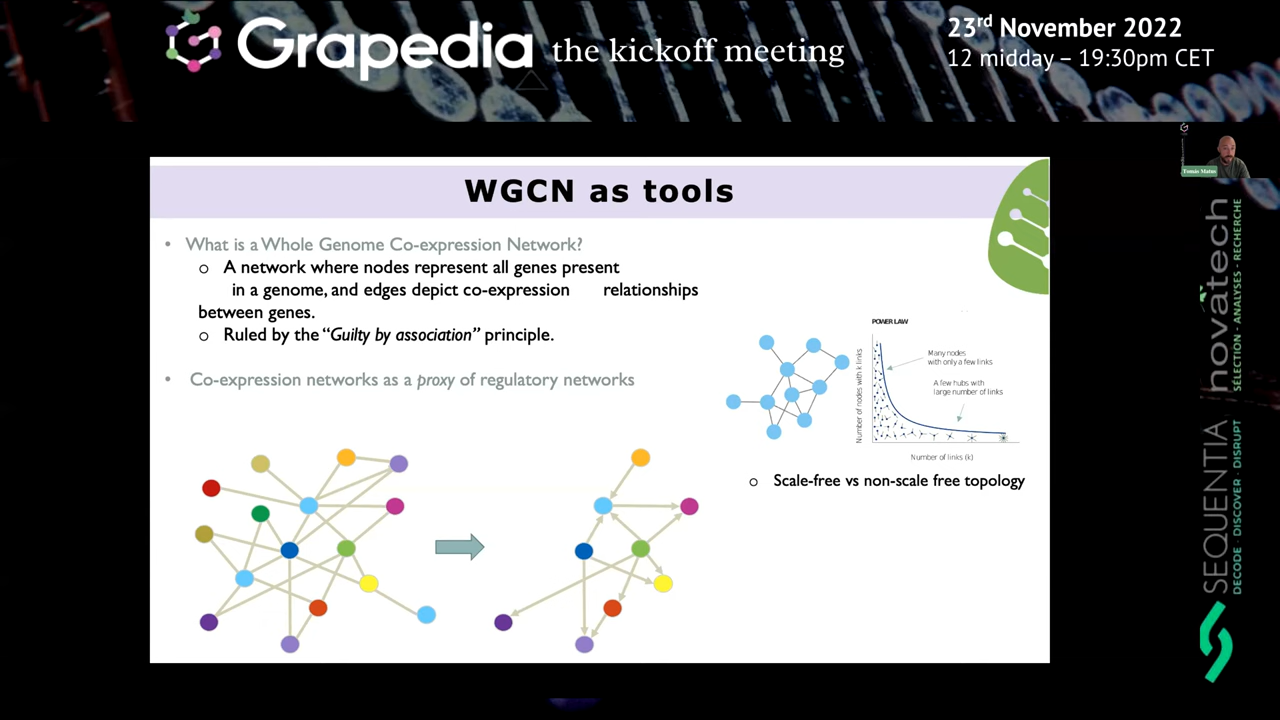 Grapedia the kickoff meeting
23rd November 2022
12 midday – 19:30pm CET
Tomás Matus
WGCN as tools
• What is a Whole Genome Co-expression Network?
o A network where nodes represent all genes present
in a genome, and edges depict co-expression relationships
between genes.
o Ruled by the “Guilty by association” principle.
• Co-expression networks as a proxy of regulatory networks
POWER LAW
Number of nodes with k links
Many nodes
with only a few links
A few hubs with
large number of links
Number of links (k)
o Scale-free vs non-scale free topology
novatech
SÉLECTION - ANALYSES - RECHERCHE
SEQUENTIA
DECODE · DISCOVER · DISRUPT